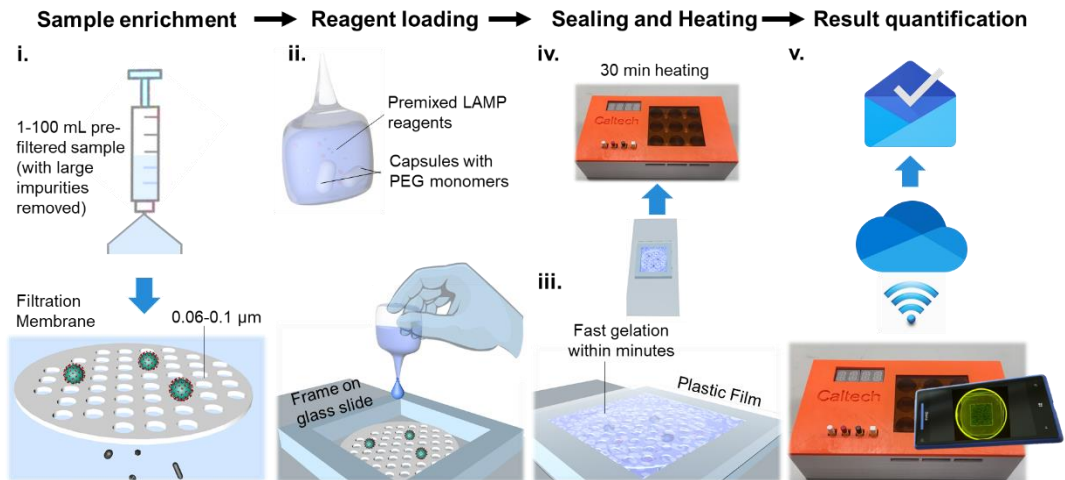 Sample enrichment
Reagent loading
Sealing and Heating
Result quantification
i.
1-100 mL pre-
filtered sample
(with large
impurities
removed)
Filtration
Membrane
0.06-0.1 µm
ii.
Premixed LAMP
reagents
Capsules with
PEG monomers
Frame on
glass slide
iv.
30 min heating
Caltech
iii.
Fast gelation
within minutes
Plastic Film
v.
Caltech